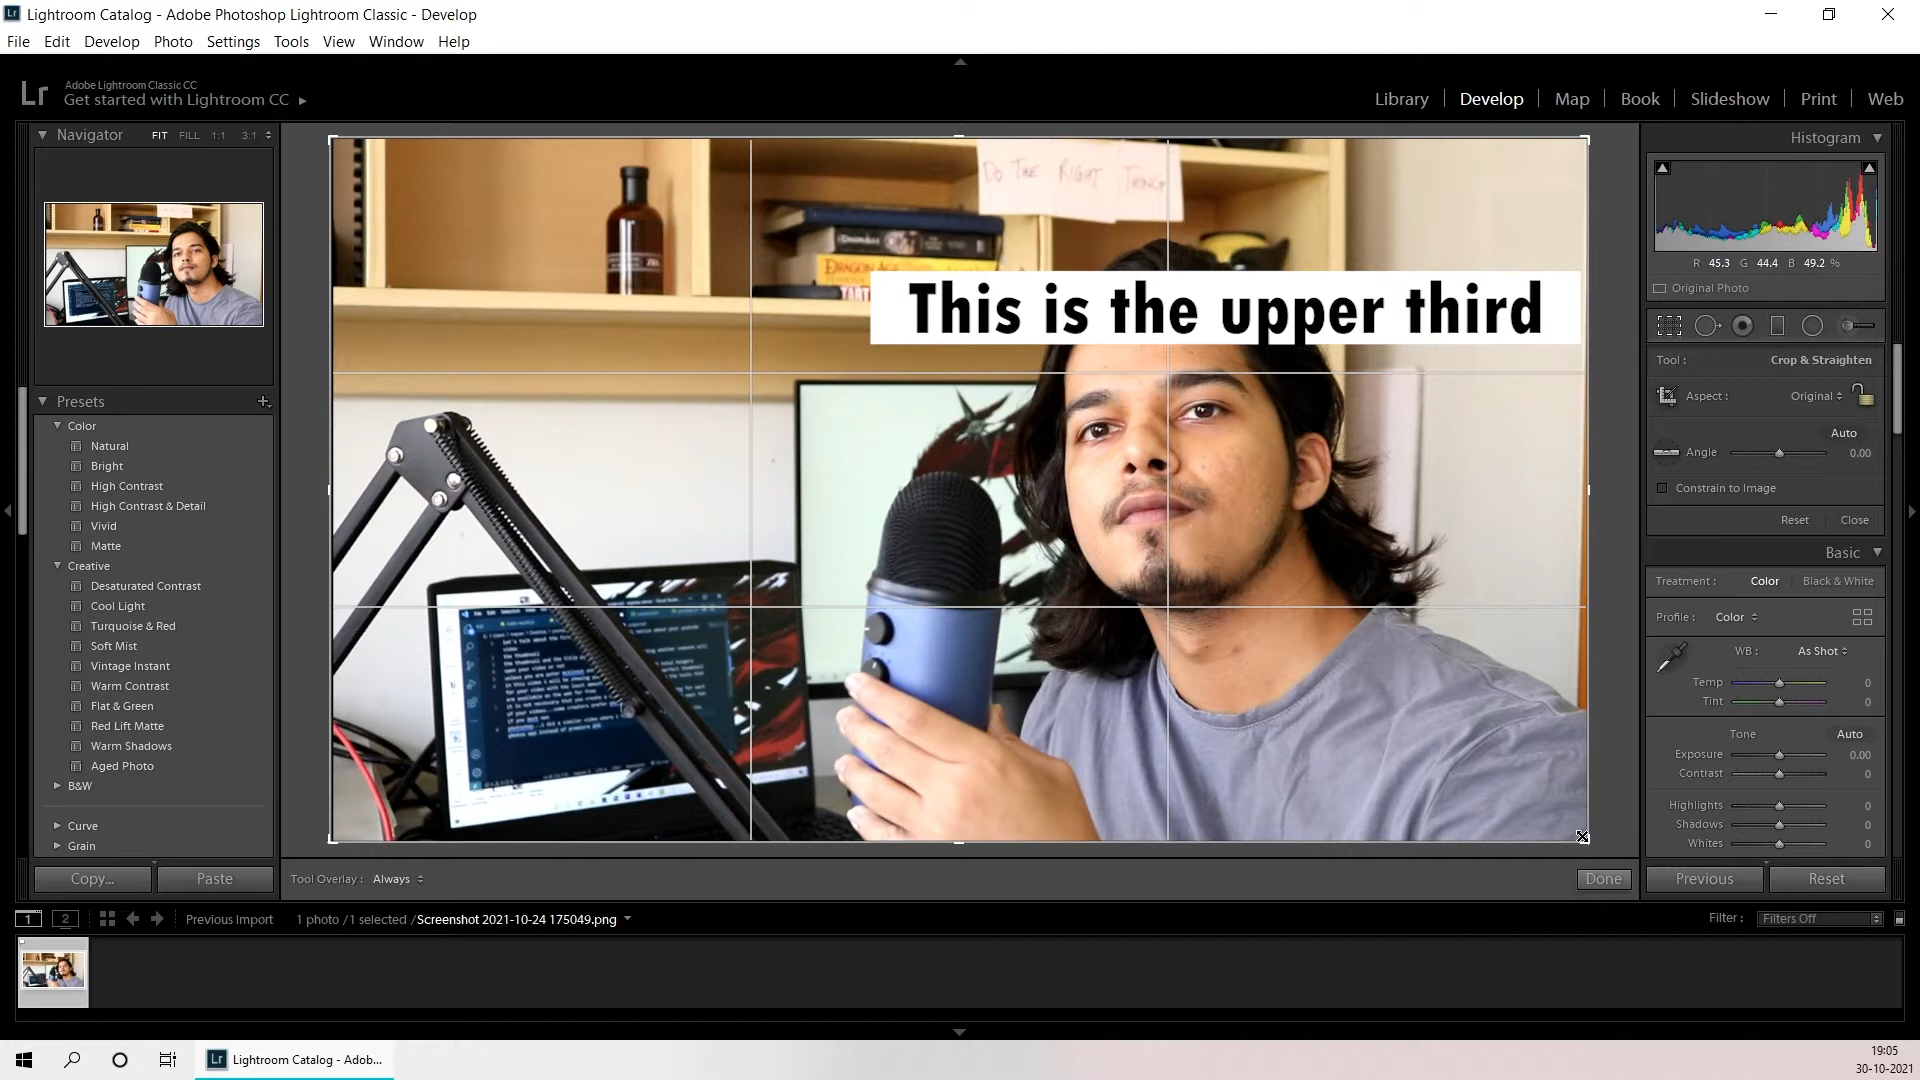 Lightroom Catalog - Adobe Photoshop Lightroom Classic - Develop
File Edit Develop Photo Settings Tools View Window Help
Lr
Adobe Lightroom Classic CC
Get started with Lightroom CC
Library Develop Map Book Slideshow Print Web
Navigator FIT FILL 1:1 3:1
Presets
Color
Natural
Bright
High Contrast
High Contrast & Detail
Vivid
Matte
Creative
Desaturated Contrast
Cool Light
Turquoise & Red
Soft Mist
Vintage Instant
Warm Contrast
Flat & Green
Red Lift Matte
Warm Shadows
Aged Photo
B&W
Curve
Grain
Copy... Paste
DO THE RIGHT THING
DRAGON AGE
This is the upper third
Tool Overlay : Always
Done
Histogram
R 45.3 G 44.4 B 49.2 %
Original Photo
Tool : Crop & Straighten
Aspect : Original
Auto
Angle 0.00
Constrain to Image
Reset Close
Basic
Treatment : Color Black & White
Profile : Color
WB : As Shot
Temp 0
Tint 0
Tone Auto
Exposure 0.00
Contrast 0
Highlights 0
Shadows 0
Whites 0
Previous Reset
1 2 Previous Import 1 photo / 1 selected / Screenshot 2021-10-24 175049.png
Filter : Filters Off
Lr Lightroom Catalog - Adob...
19:05
30-10-2021